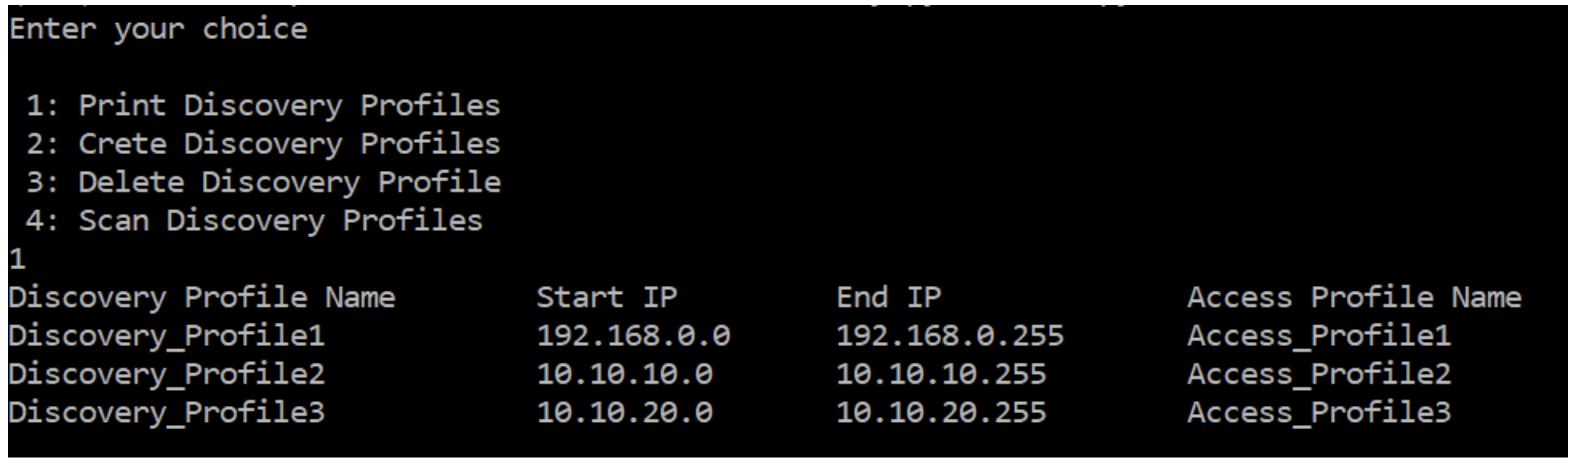 Enter your choice
1: Print Discovery Profiles
2: Crete Discovery Profiles
3: Delete Discovery Profile
4: Scan Discovery Profiles
1
Discovery Profile Name Start IP End IP Access Profile Name
Discovery_Profile1 192.168.0.0 192.168.0.255 Access_Profile1
Discovery_Profile2 10.10.10.0 10.10.10.255 Access_Profile2
Discovery_Profile3 10.10.20.0 10.10.20.255 Access_Profile3